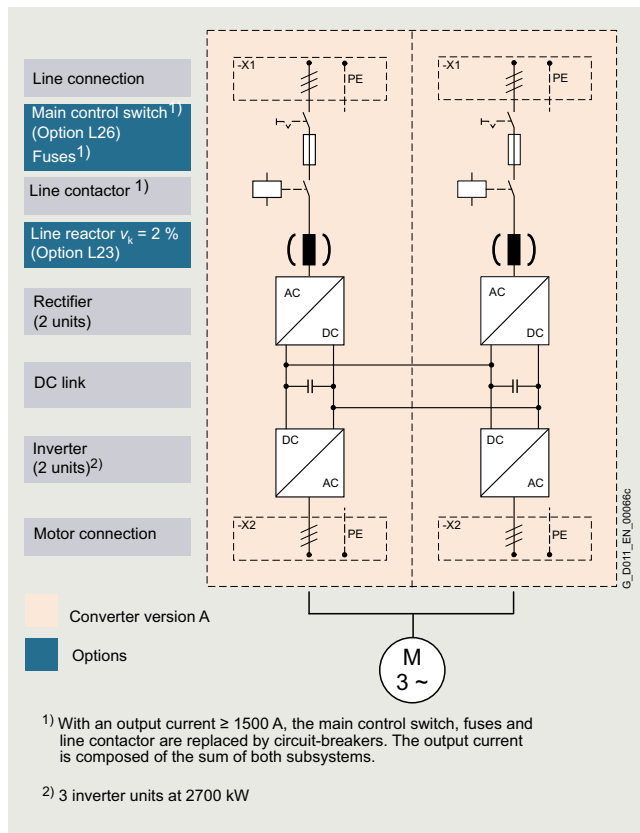 Line connection
Main control switch1)
(Option L26)
Fuses1)
Line contactor 1)
Line reactor vk = 2 %
(Option L23)
Rectifier
(2 units)
DC link
Inverter
(2 units)2)
Motor connection
-X1
PE
-X1
PE
AC
DC
AC
DC
DC
AC
DC
AC
-X2
PE
-X2
PE
G_D011_EN_00066c
M
3 ~
Converter version A
Options
1) With an output current ≥ 1500 A, the main control switch, fuses and
line contactor are replaced by circuit-breakers. The output current
is composed of the sum of both subsystems.
2) 3 inverter units at 2700 kW